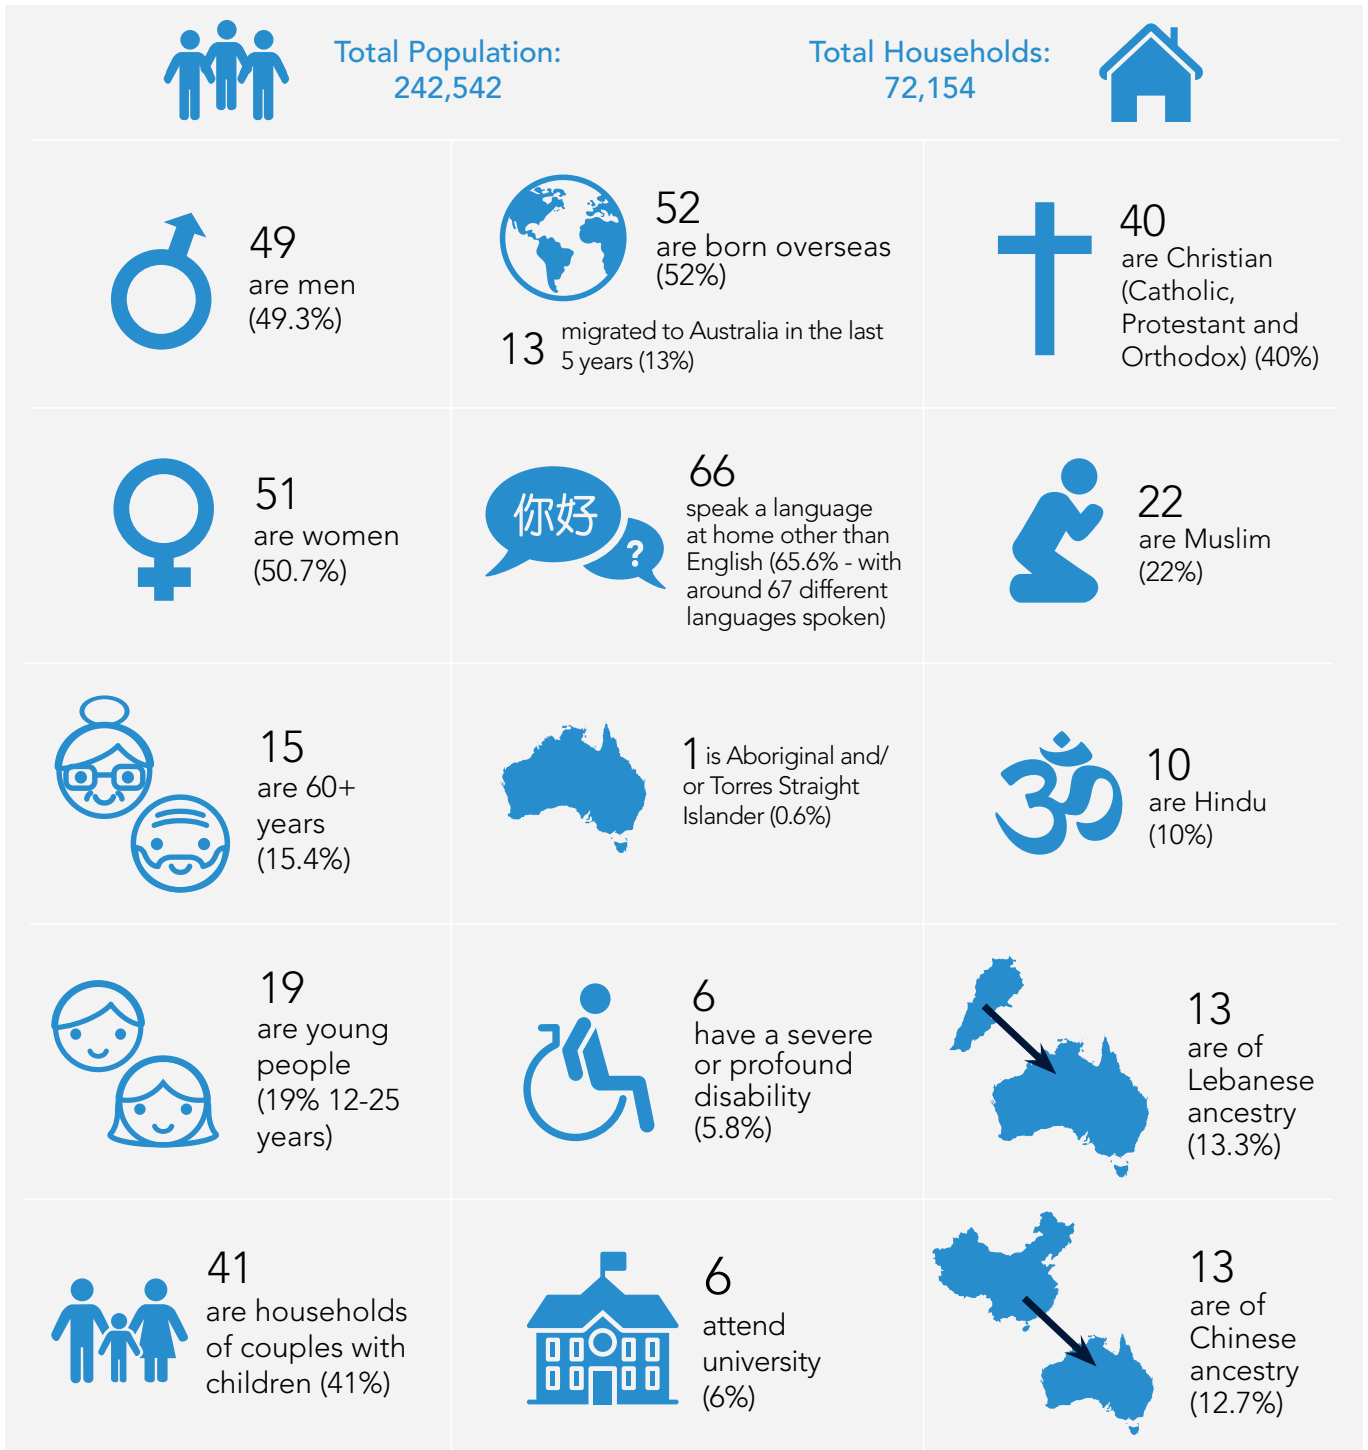 Total Population:
242,542
Total Households:
72,154
49
are men
(49.3%)
52
are born overseas
(52%)
13 migrated to Australia in the last
5 years (13%)
40
are Christian
(Catholic,
Protestant and
Orthodox) (40%)
51
are women
(50.7%)
你好
?
66
speak a language
at home other than
English (65.6% - with
around 67 different
languages spoken)
22
are Muslim
(22%)
15
are 60+
years
(15.4%)
1 is Aboriginal and/
or Torres Straight
Islander (0.6%)
ॐ
10
are Hindu
(10%)
19
are young
people
(19% 12-25
years)
6
have a severe
or profound
disability
(5.8%)
13
are of
Lebanese
ancestry
(13.3%)
41
are households
of couples with
children (41%)
6
attend
university
(6%)
13
are of
Chinese
ancestry
(12.7%)